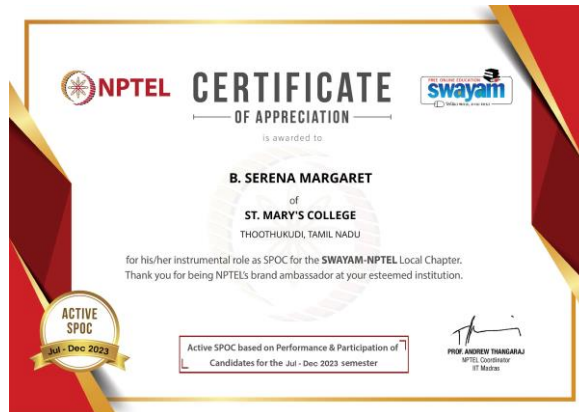 NPTEL
CERTIFICATE
OF APPRECIATION
FREE ONLINE EDUCATION
swayam
is awarded to
B. SERENA MARGARET
of
ST. MARY'S COLLEGE
THOOTHUKUDI, TAMIL NADU
for his/her instrumental role as SPOC for the SWAYAM-NPTEL Local Chapter.
Thank you for being NPTEL's brand ambassador at your esteemed institution.
ACTIVE
SPOC
Jul - Dec 2023
Active SPOC based on Performance & Participation of
Candidates for the Jul - Dec 2023 semester
PROF. ANDREW THANGARAJ
NPTEL Coordinator
IIT Madras